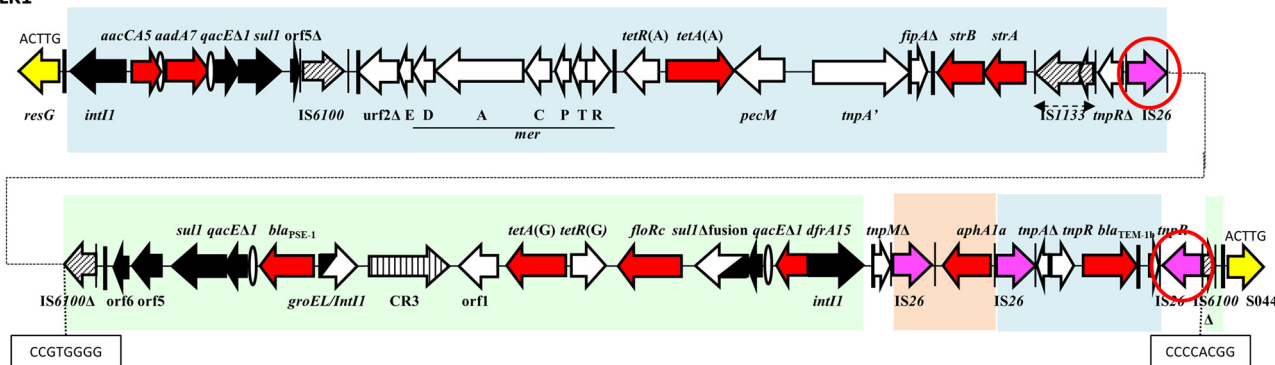 ACTTG aacCA5 aadA7 qacEΔ1 sul1 orf5Δ tetR(A) tetA(A) fipAΔ strB strA
resG intI1 IS6100 urf2Δ E D A C P T R pecM tnpA' IS1133 tnpRΔ IS26
mer
sul1 qacEΔ1 blaPSE-1 tetA(G) tetR(G) floRc sul1Δfusion qacEΔ1 dfrA15 tnpMΔ aphA1a tnpAΔ tnpR blaTEM-1b tnpR ACTTG
IS6100Δ orf6 orf5 groEL/IntI1 CR3 orf1 intI1 IS26 IS26 IS26 IS6100 S044
Δ
CCGTGGGG CCCCACGG